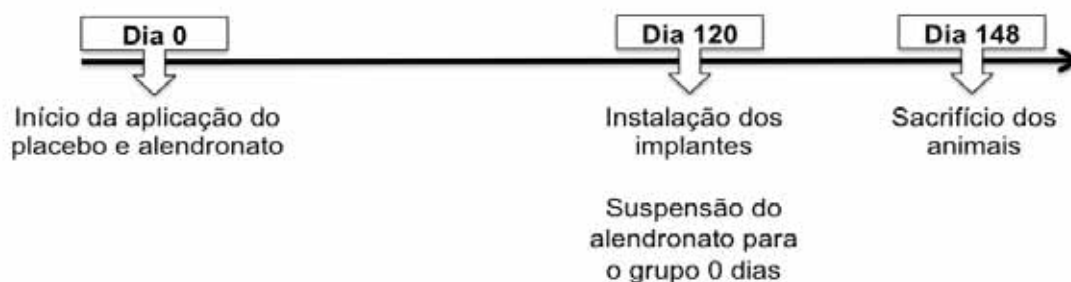 Dia 0
Dia 120
Dia 148
Início da aplicação do
placebo e alendronato
Instalação dos
implantes
Sacrifício dos
animais
Suspensão do
alendronato para
o grupo 0 dias